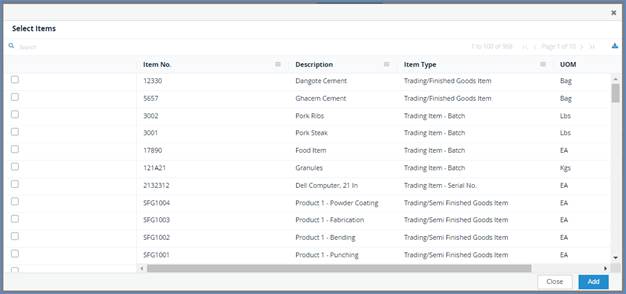 Select Items
Search 1 to 100 of 988 Page 1 of 10
Item No. Description Item Type UOM
12330 Dangote Cement Trading/Finished Goods Item Bag
5657 Ghacem Cement Trading/Finished Goods Item Bag
3002 Pork Ribs Trading Item - Batch Lbs
3001 Pork Steak Trading Item - Batch Lbs
17890 Food Item Trading Item - Batch EA
121A21 Granules Trading Item - Batch Kgs
2132312 Dell Computer, 21 In Trading Item - Serial No. EA
SFG1004 Product 1 - Powder Coating Trading/Semi Finished Goods Item EA
SFG1003 Product 1 - Fabrication Trading/Semi Finished Goods Item EA
SFG1002 Product 1 - Bending Trading/Semi Finished Goods Item EA
SFG1001 Product 1 - Punching Trading/Semi Finished Goods Item EA
Close Add